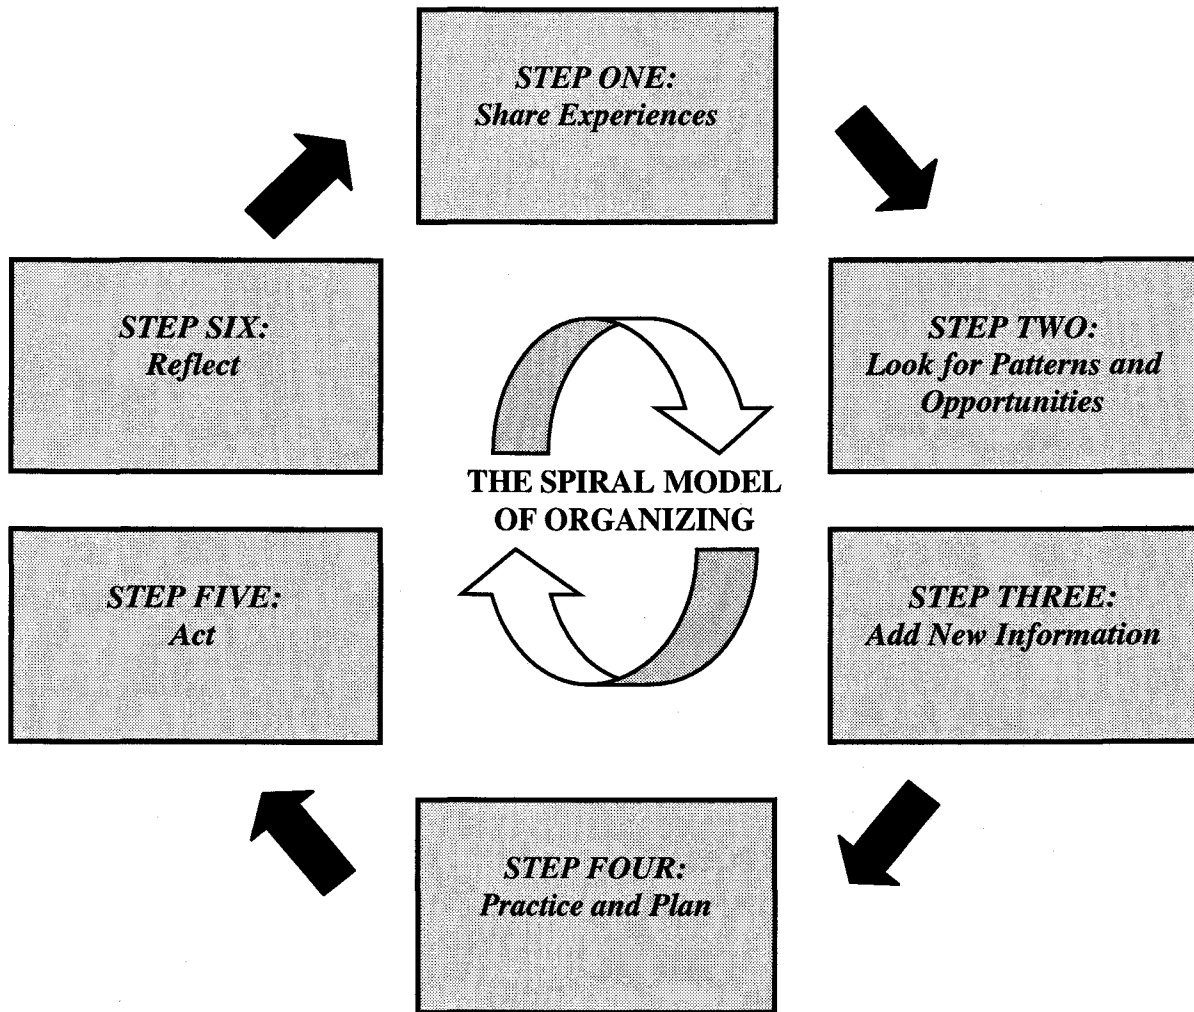 STEP ONE:
Share Experiences
STEP TWO:
Look for Patterns and
Opportunities
STEP THREE:
Add New Information
STEP FOUR:
Practice and Plan
STEP FIVE:
Act
STEP SIX:
Reflect
THE SPIRAL MODEL
OF ORGANIZING